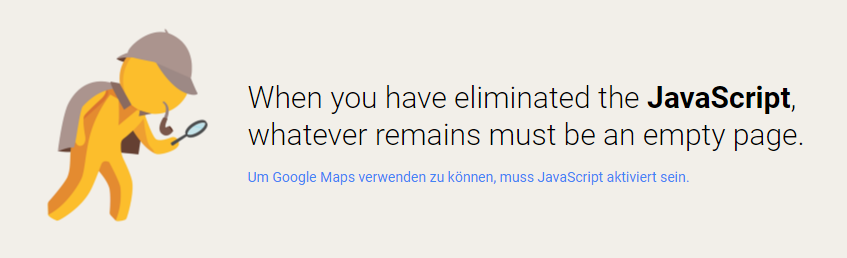 When you have eliminated the JavaScript,
whatever remains must be an empty page.
Um Google Maps verwenden zu können, muss JavaScript aktiviert sein.